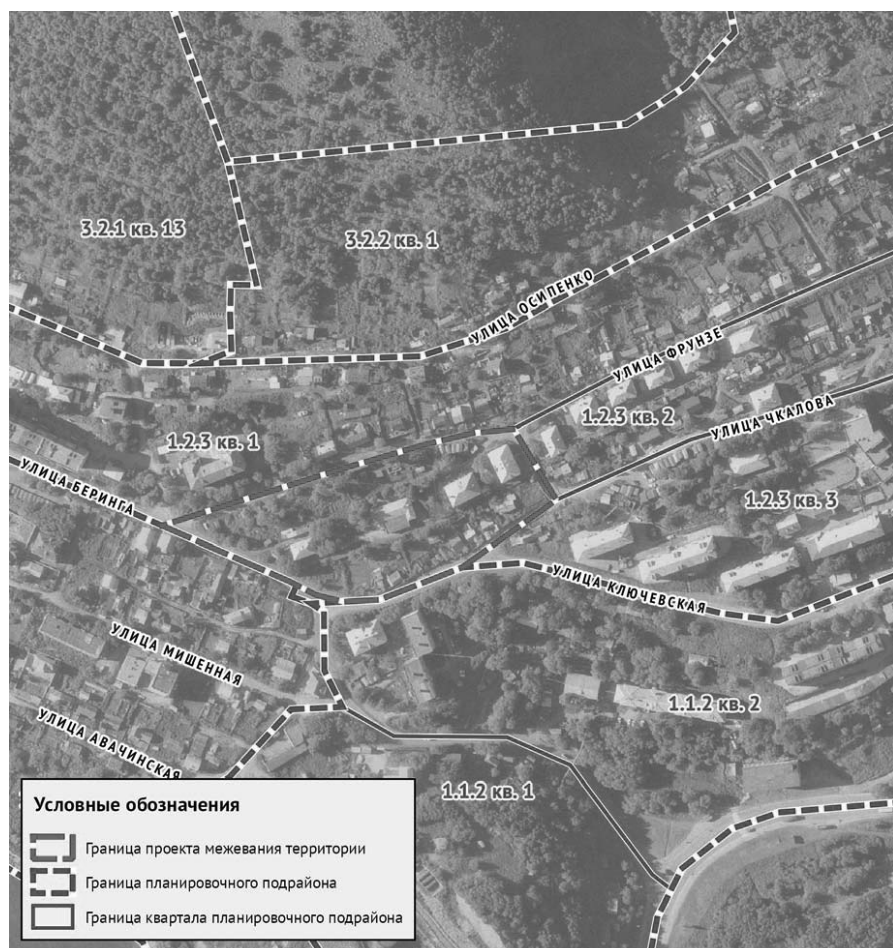 3.2.1 кв. 13
3.2.2 кв. 1
УЛИЦА ОСИПЕНКО
УЛИЦА ФРУНЗЕ
1.2.3 кв. 2
УЛИЦА ЧКАЛОВА
1.2.3 кв. 1
УЛИЦА БЕРИНГА
1.2.3 кв. 3
УЛИЦА КЛЮЧЕВСКАЯ
УЛИЦА МИШЕННАЯ
1.1.2 кв. 2
УЛИЦА АВАЧИНСКАЯ
1.1.2 кв. 1
Условные обозначения
Граница проекта межевания территории
Граница планировочного подрайона
Граница квартала планировочного подрайона